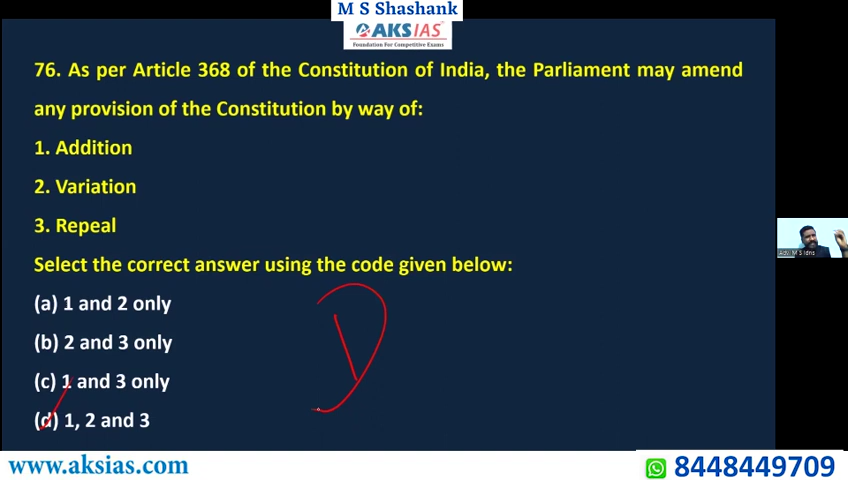 M S Shashank
AKSIAS
Foundation For Competitive Exams
76. As per Article 368 of the Constitution of India, the Parliament may amend
any provision of the Constitution by way of:
1. Addition
2. Variation
3. Repeal
Select the correct answer using the code given below:
(a) 1 and 2 only
(b) 2 and 3 only
(c) 1 and 3 only
(d) 1, 2 and 3
D
Adv. M S
www.aksias.com
8448449709